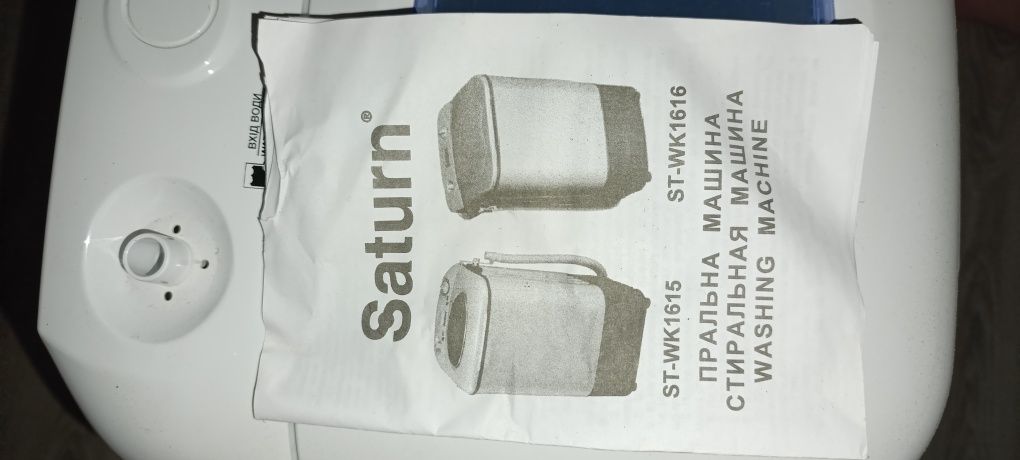 ВХІД ВОДИ
Saturn®
ST-WK1615
ST-WK1616
ПРАЛЬНА МАШИНА
СТИРАЛЬНАЯ МАШИНА
WASHING MACHINE